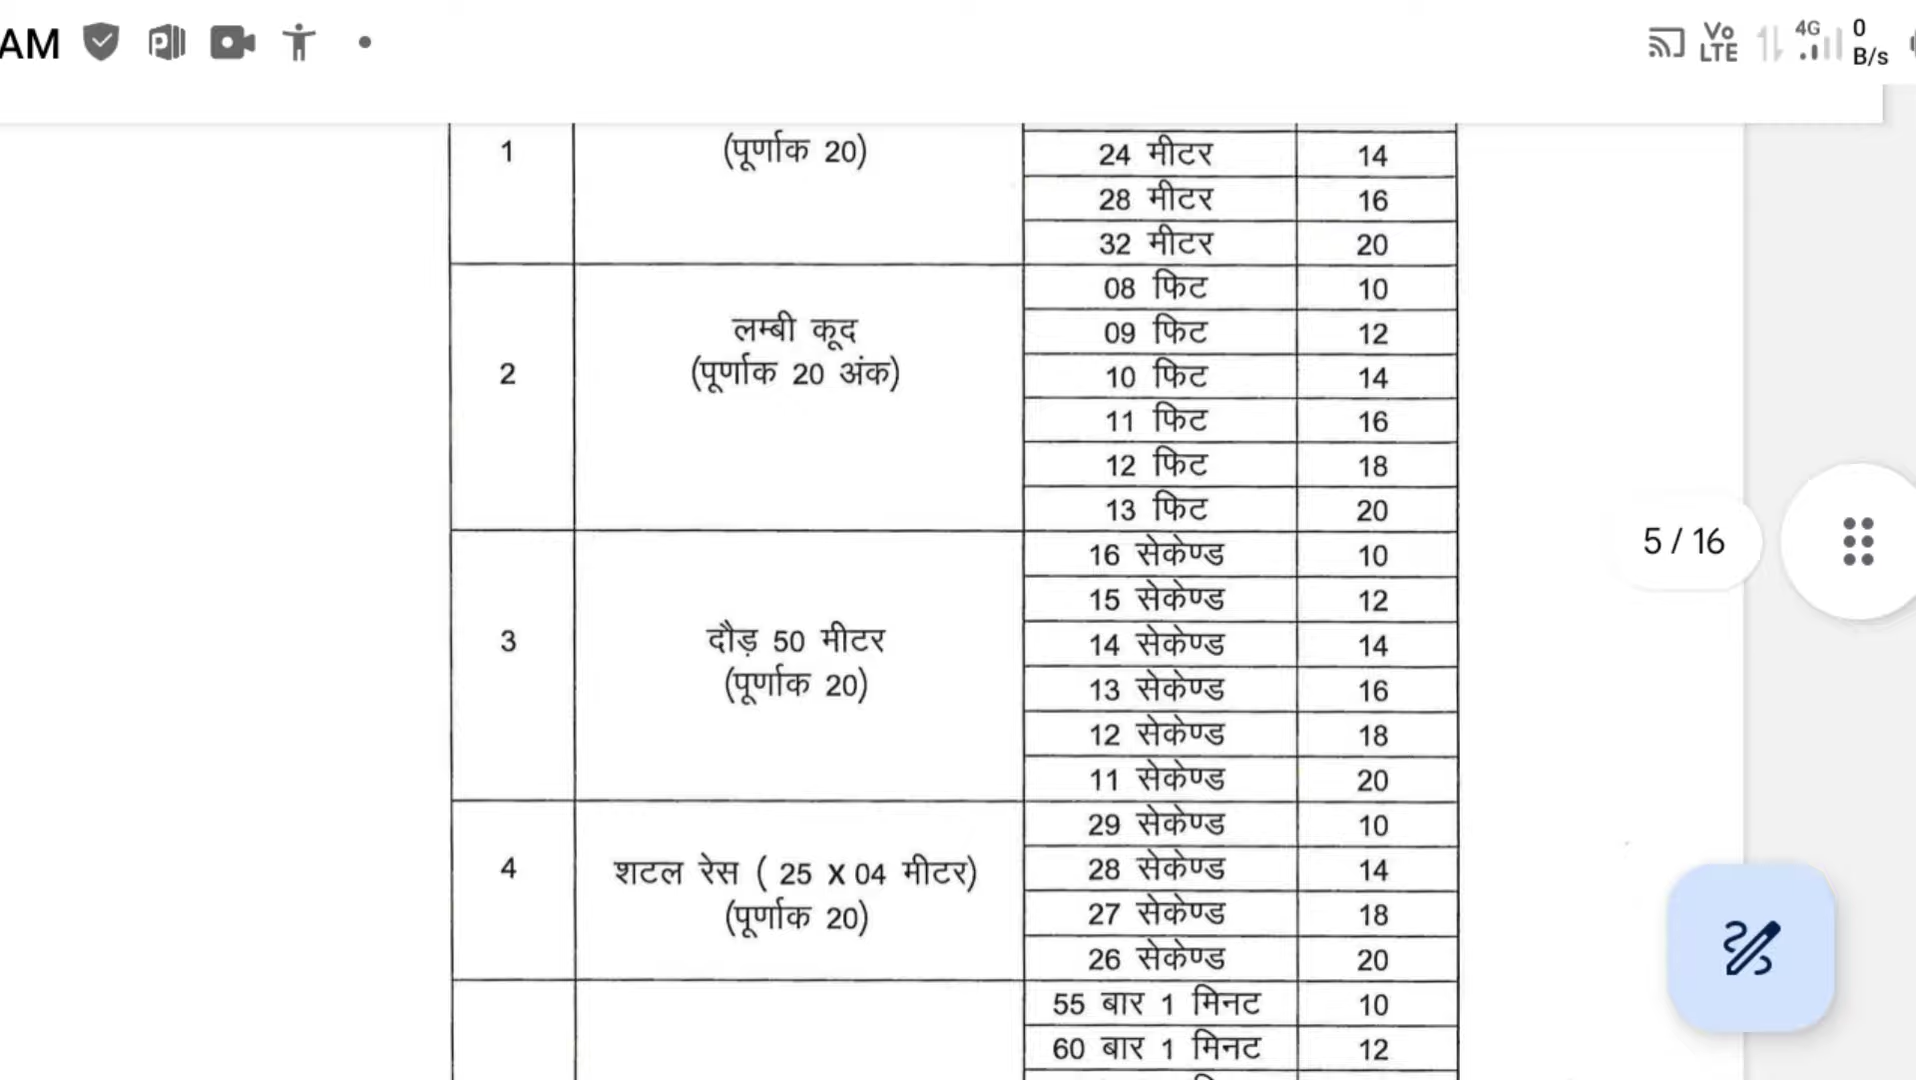 AM
Vo LTE 4G 0 B/s
1 (पूर्णाक 20) 24 मीटर 14
28 मीटर 16
32 मीटर 20
08 फिट 10
लम्बी कूद 09 फिट 12
2 (पूर्णाक 20 अंक) 10 फिट 14
11 फिट 16
12 फिट 18
13 फिट 20
5 / 16
16 सेकेण्ड 10
15 सेकेण्ड 12
3 दौड़ 50 मीटर 14 सेकेण्ड 14
(पूर्णाक 20) 13 सेकेण्ड 16
12 सेकेण्ड 18
11 सेकेण्ड 20
29 सेकेण्ड 10
4 शटल रेस ( 25 X 04 मीटर) 28 सेकेण्ड 14
(पूर्णाक 20) 27 सेकेण्ड 18
26 सेकेण्ड 20
55 बार 1 मिनट 10
60 बार 1 मिनट 12